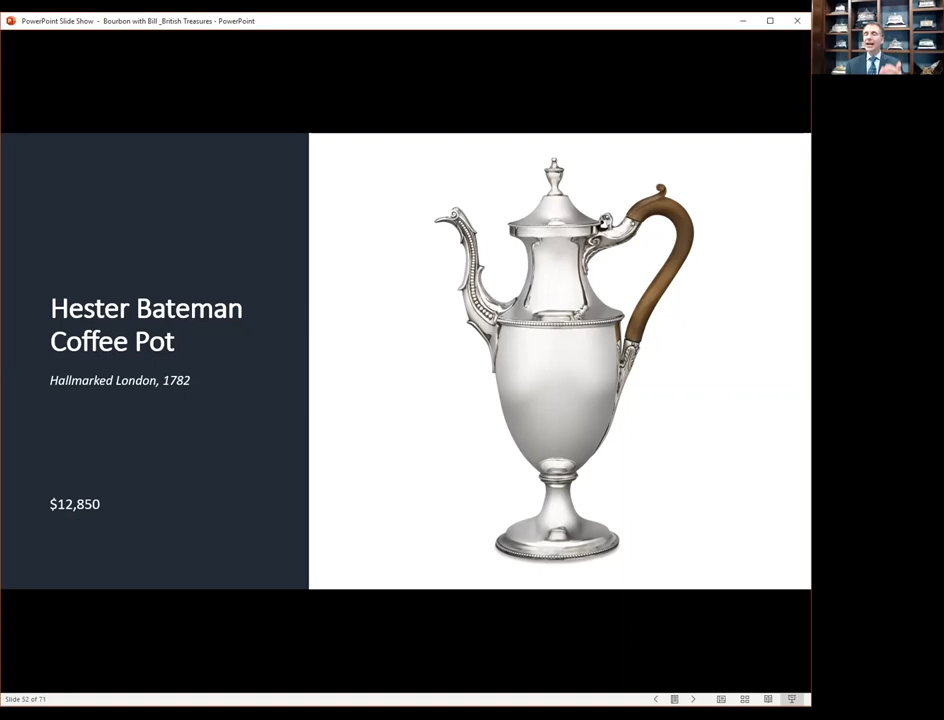 PowerPoint Slide Show - Bourbon with Bill _British Treasures - PowerPoint
Hester Bateman
Coffee Pot
Hallmarked London, 1782
$12,850
Slide 52 of 71